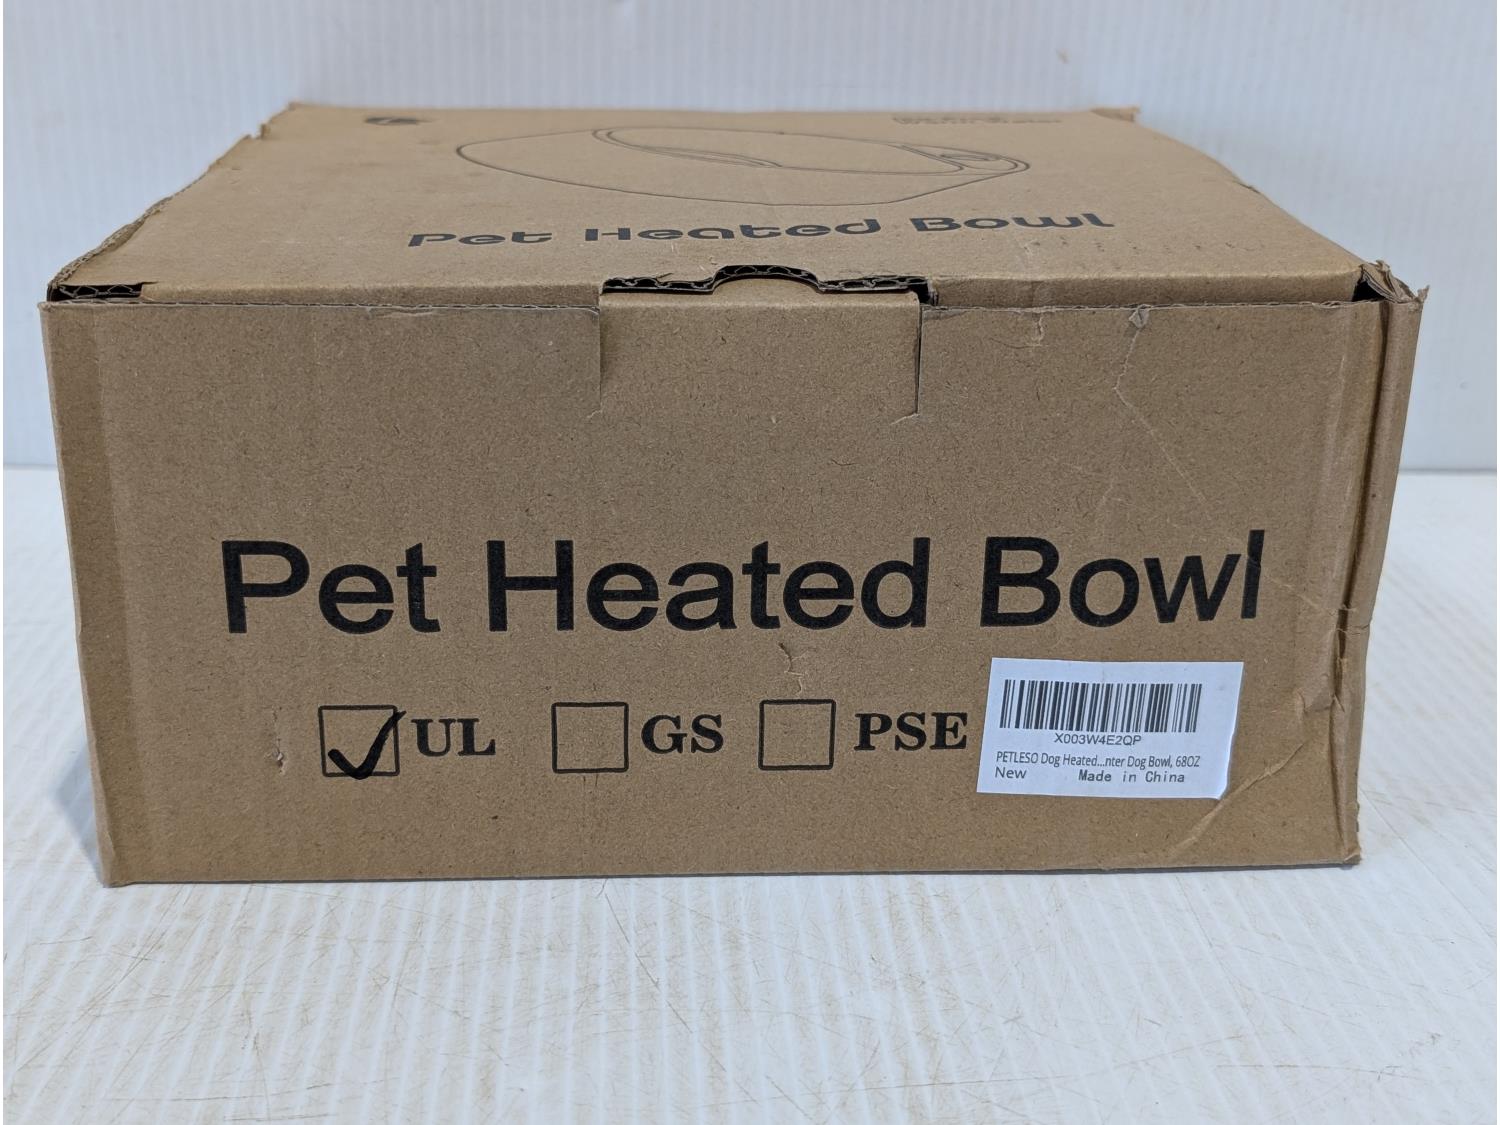 Pet Heated Bowl
Pet Heated Bowl
UL GS PSE
X003W4E2QP
PETLESO Dog Heated...nter Dog Bowl, 68OZ
New Made in China